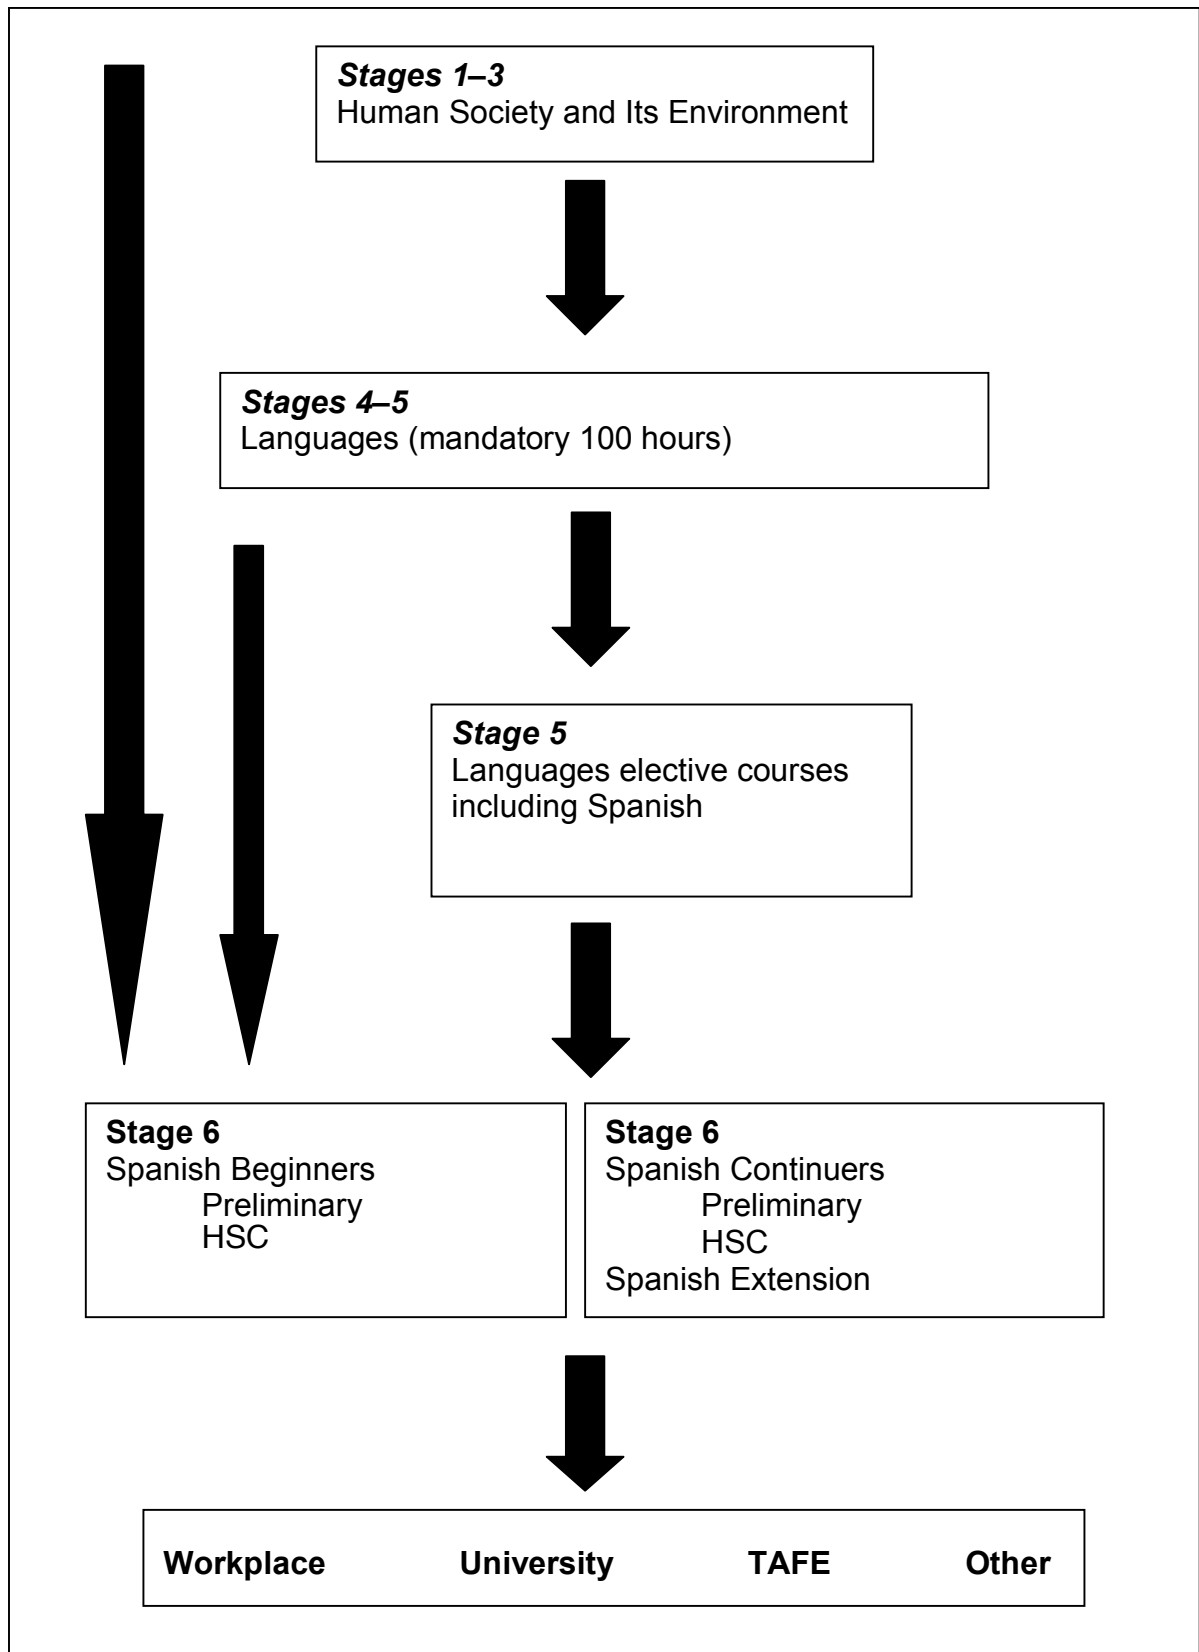 Stages 1–3
Human Society and Its Environment
Stages 4–5
Languages (mandatory 100 hours)
Stage 5
Languages elective courses
including Spanish
Stage 6
Spanish Beginners
Preliminary
HSC
Stage 6
Spanish Continuers
Preliminary
HSC
Spanish Extension
Workplace University TAFE Other